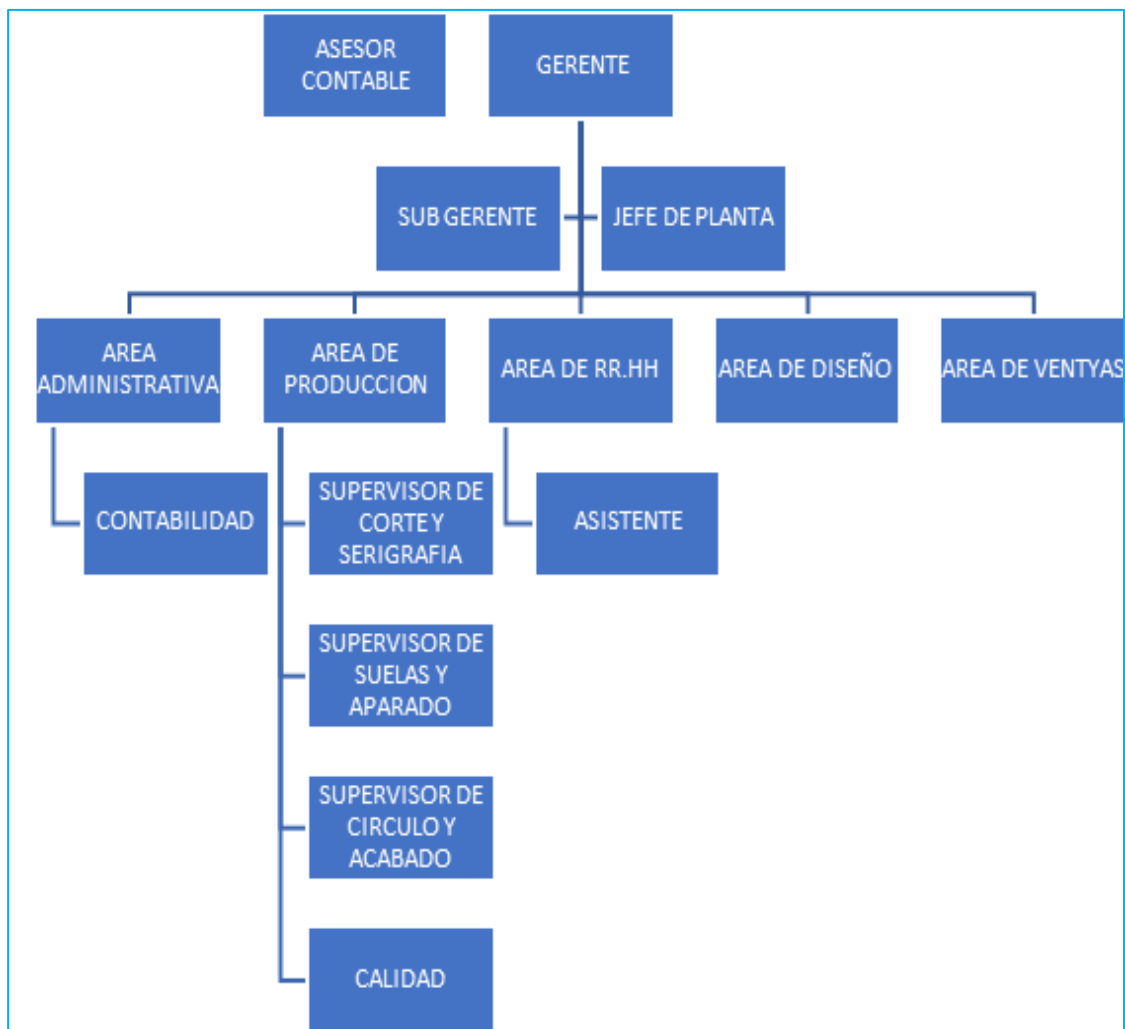 ASESOR
CONTABLE
GERENTE
SUB GERENTE
JEFE DE PLANTA
AREA
ADMINISTRATIVA
AREA DE
PRODUCCION
AREA DE RR.HH
AREA DE DISEÑO
AREA DE VENTYAS
CONTABILIDAD
SUPERVISOR DE
CORTE Y
SERIGRAFIA
ASISTENTE
SUPERVISOR DE
SUELAS Y
APARADO
SUPERVISOR DE
CIRCULO Y
ACABADO
CALIDAD